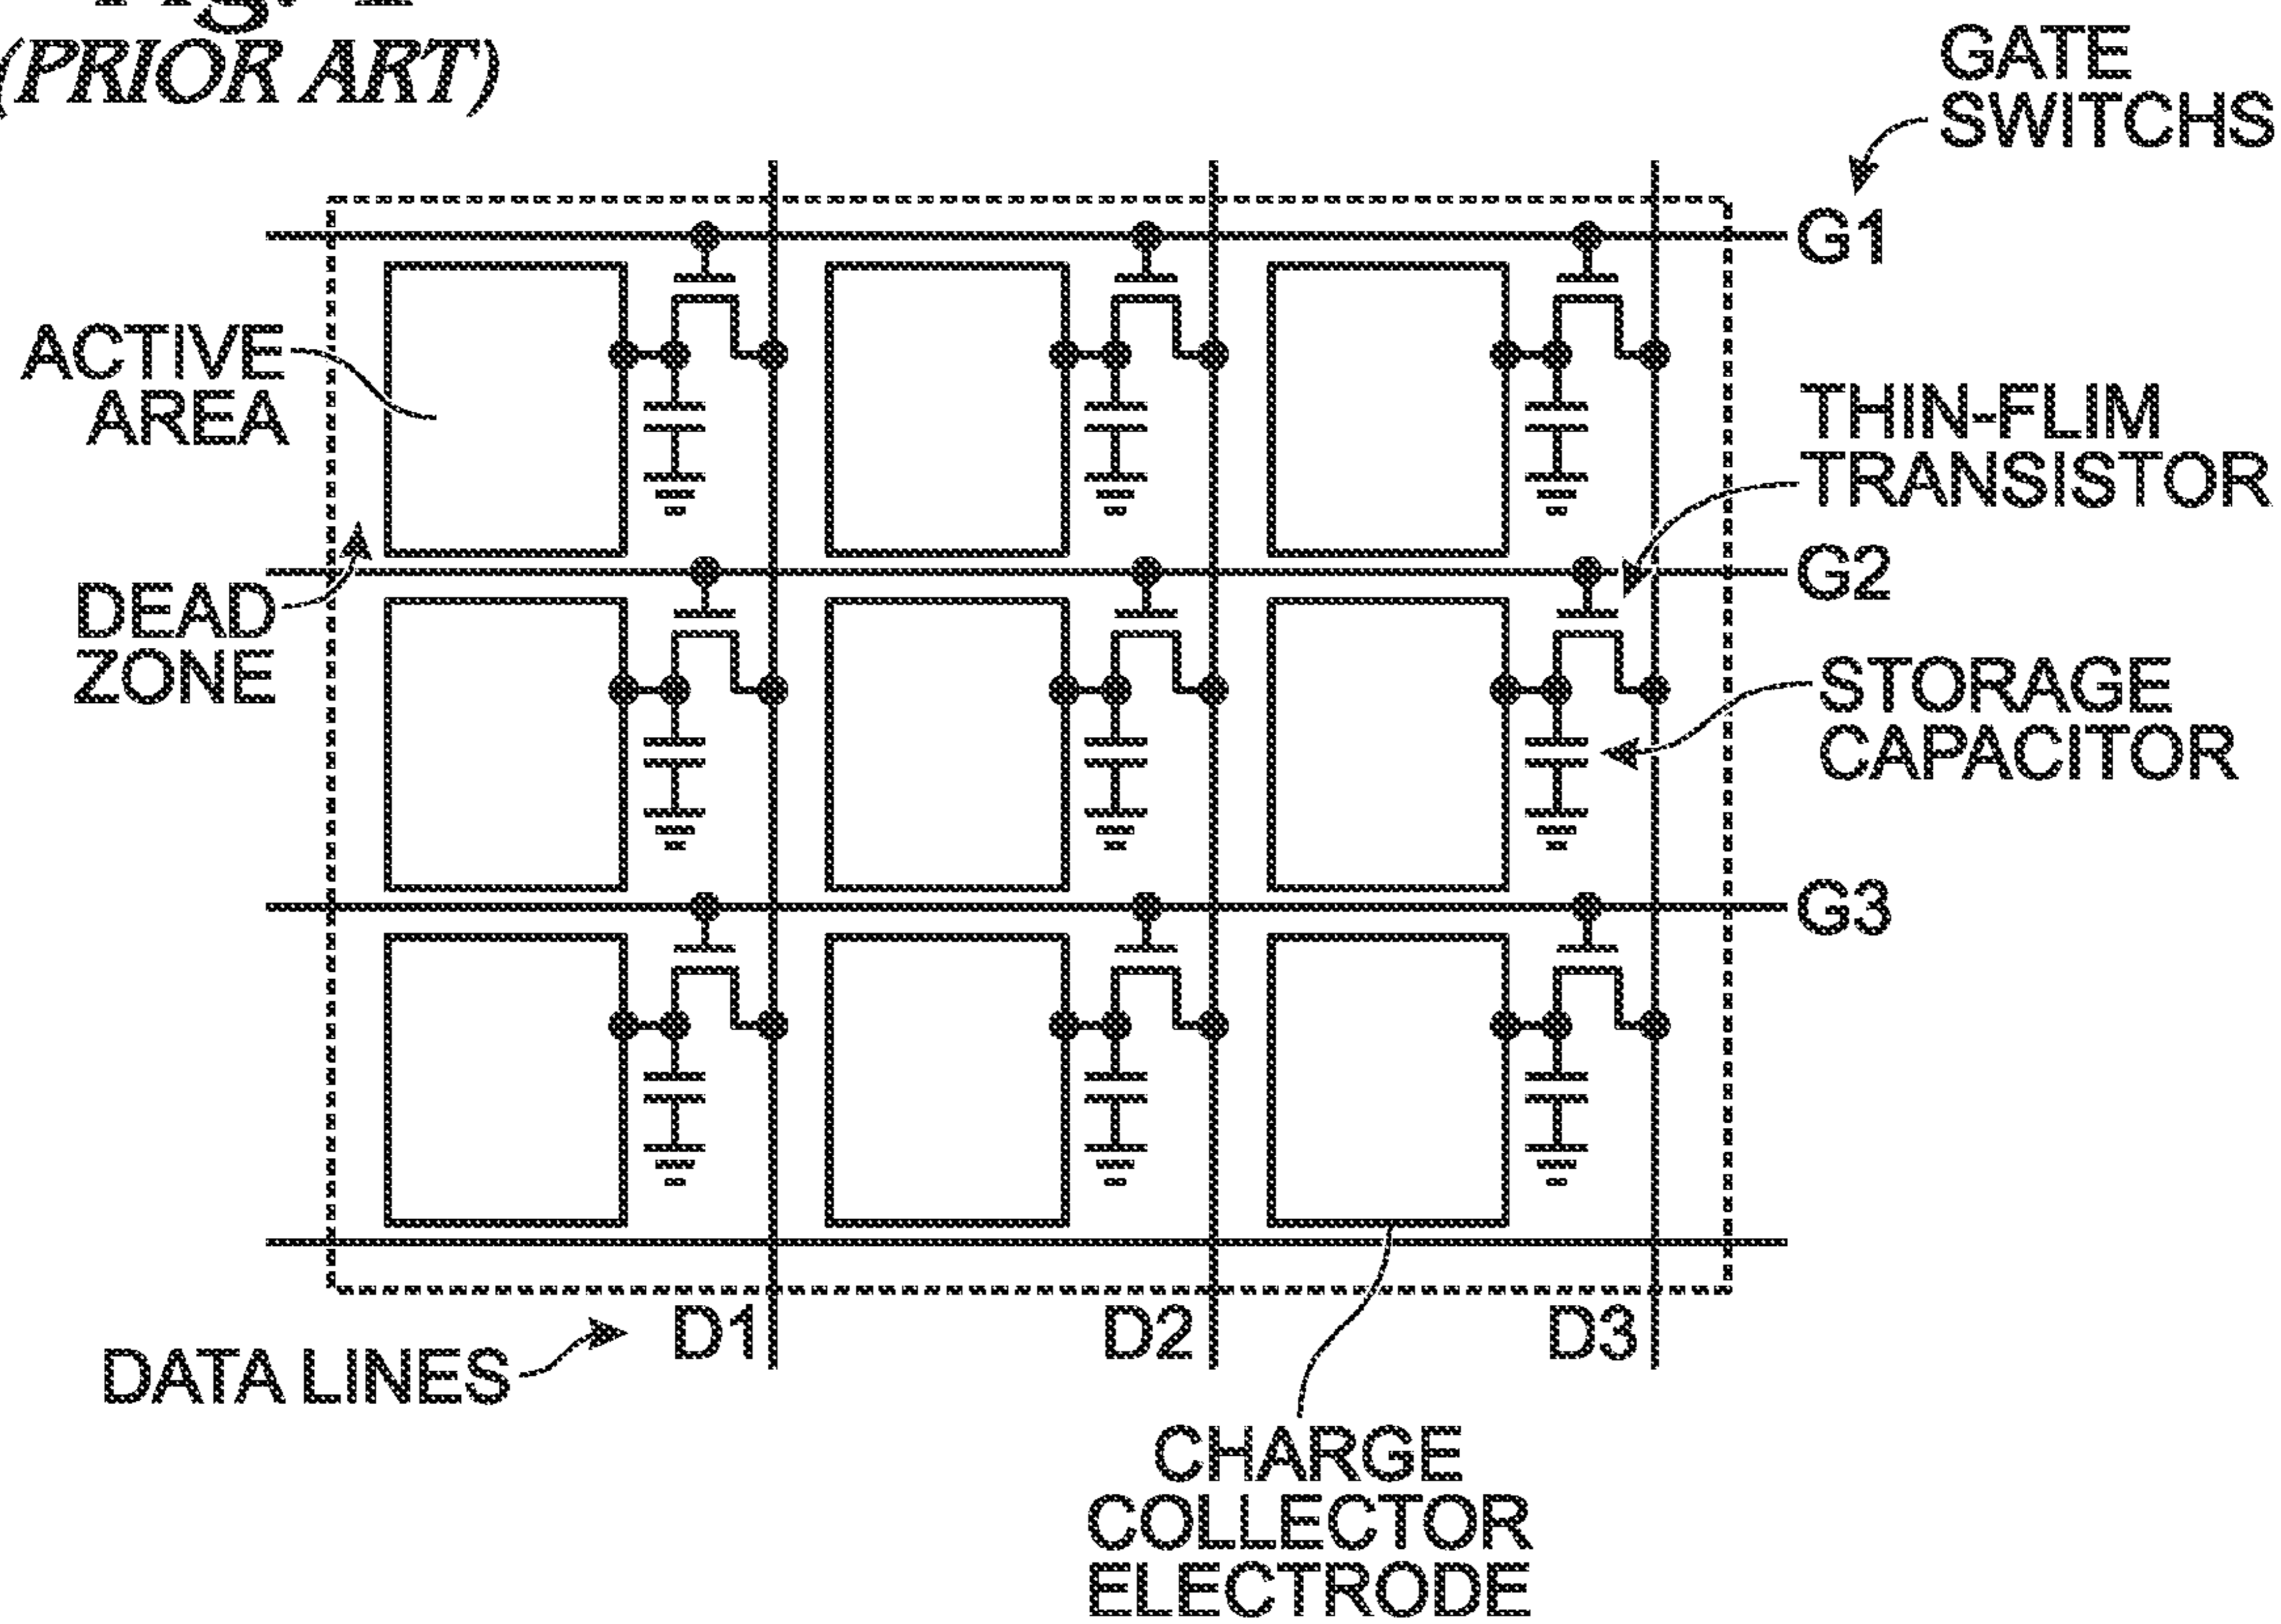 (PRIOR ART)
GATE
SWITCHS
G1
ACTIVE
AREA
THIN-FLIM
TRANSISTOR
G2
DEAD
ZONE
STORAGE
CAPACITOR
G3
D1
D2
D3
DATA LINES
CHARGE
COLLECTOR
ELECTRODE